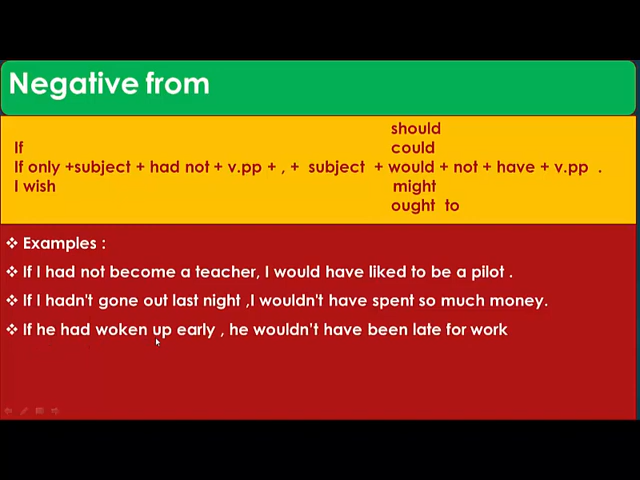 Negative from
should
If could
If only +subject + had not + v.pp + , + subject + would + not + have + v.pp .
I wish might
ought to
❖ Examples :
❖ If I had not become a teacher, I would have liked to be a pilot .
❖ If I hadn't gone out last night ,I wouldn't have spent so much money.
❖ If he had woken up early , he wouldn't have been late for work